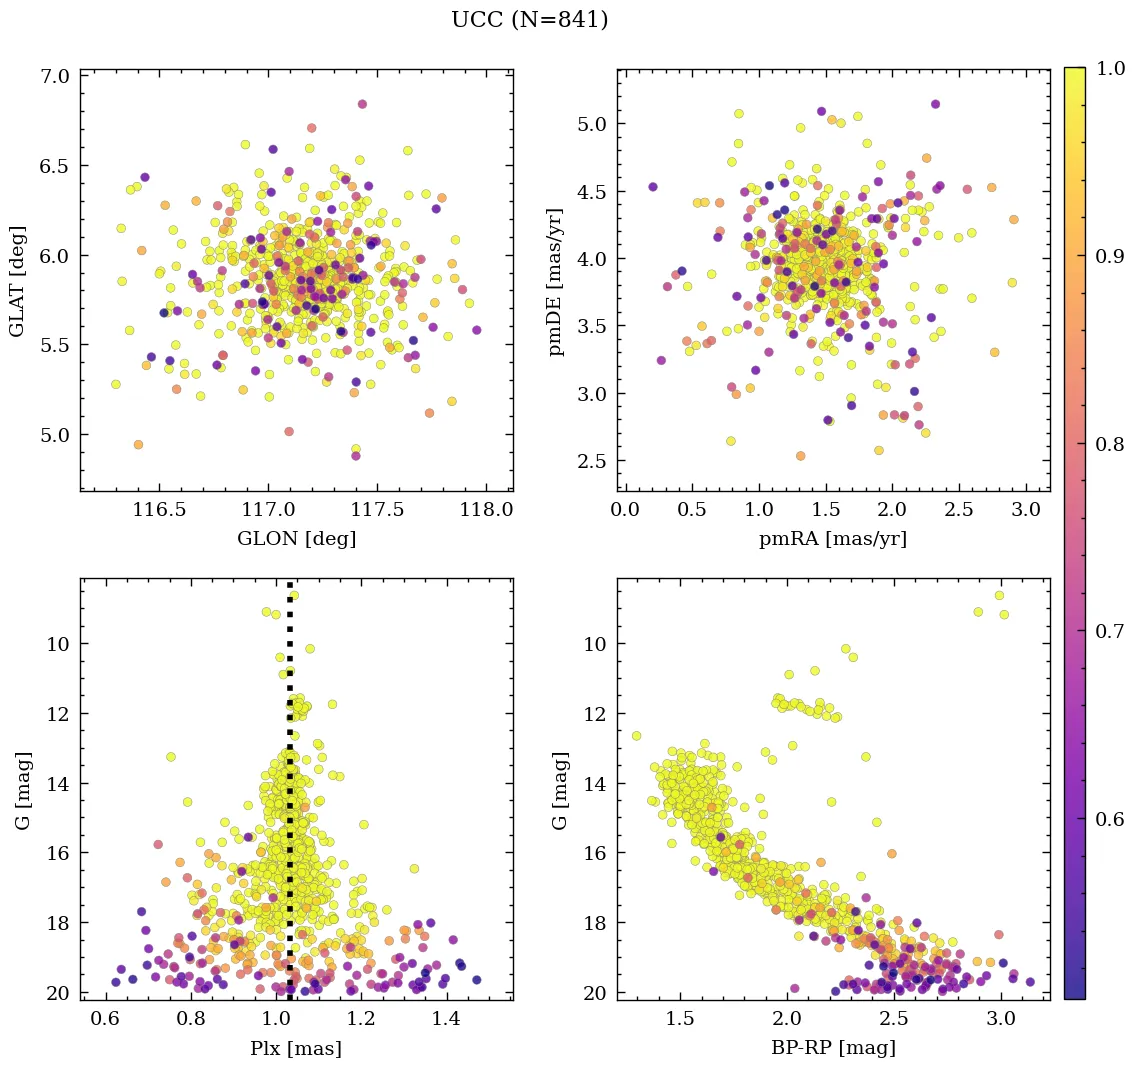 UCC (N=841)
7.0
6.5
6.0
5.5
5.0
GLAT [deg]
116.5 117.0 117.5 118.0
GLON [deg]
5.0
4.5
4.0
3.5
3.0
2.5
pmDE [mas/yr]
0.0 0.5 1.0 1.5 2.0 2.5 3.0
pmRA [mas/yr]
10
12
14
16
18
20
G [mag]
0.6 0.8 1.0 1.2 1.4
Plx [mas]
10
12
14
16
18
20
G [mag]
1.5 2.0 2.5 3.0
BP-RP [mag]
1.0
0.9
0.8
0.7
0.6